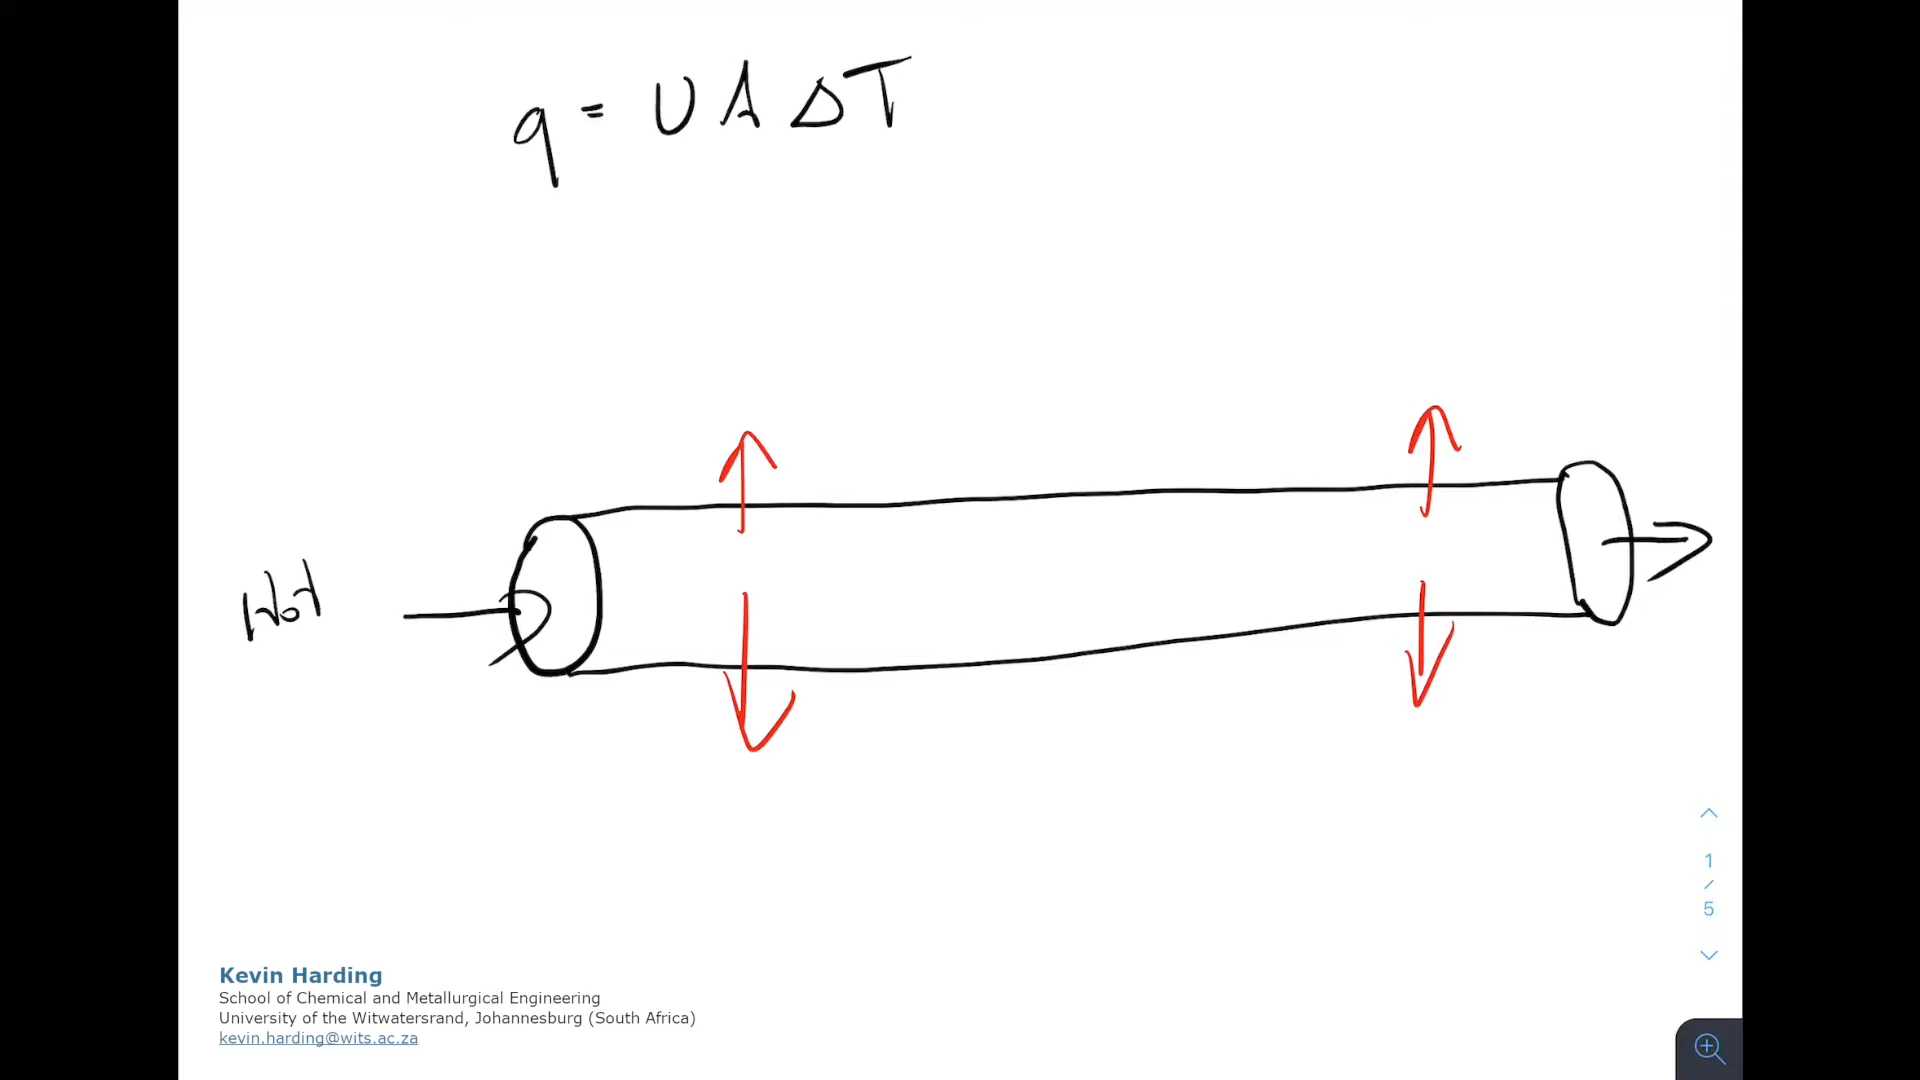 q = U A ΔT
Hot
1
/
5
Kevin Harding
School of Chemical and Metallurgical Engineering
University of the Witwatersrand, Johannesburg (South Africa)
kevin.harding@wits.ac.za